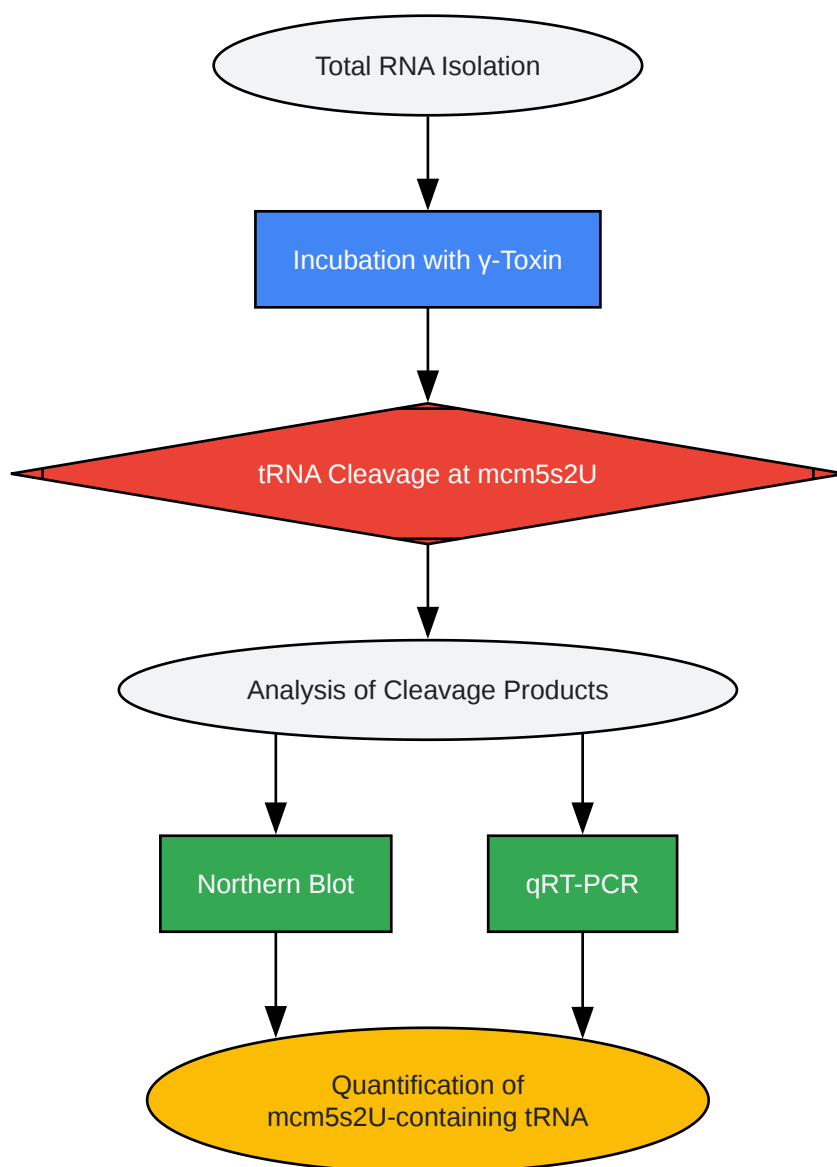 Total RNA Isolation
Incubation with γ-Toxin
tRNA Cleavage at mcm5s2U
Analysis of Cleavage Products
Northern Blot
qRT-PCR
Quantification of
mcm5s2U-containing tRNA